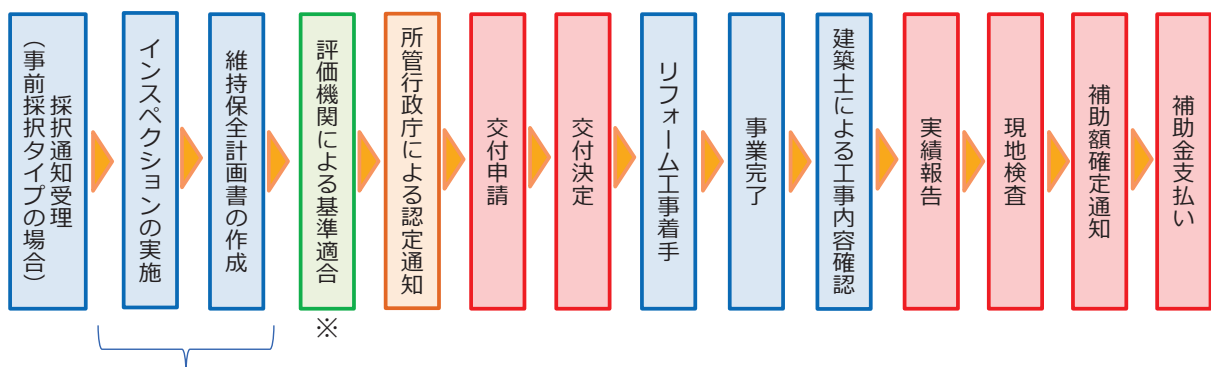 採択通知受理
（事前採択タイプの場合）
インスペクションの実施
維持保全計画書の作成
評価機関による基準適合
※
所管行政庁による認定通知
交付申請
交付決定
リフォーム工事着手
事業完了
建築士による工事内容確認
実績報告
現地検査
補助額確定通知
補助金支払い